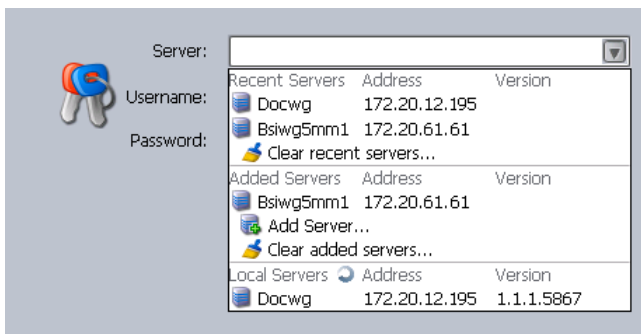 Server:
Recent Servers Address Version
Username:
Docwg 172.20.12.195
Bsiwg5mm1 172.20.61.61
Password:
Clear recent servers...
Added Servers Address Version
Bsiwg5mm1 172.20.61.61
Add Server...
Clear added servers...
Local Servers Address Version
Docwg 172.20.12.195 1.1.1.5867